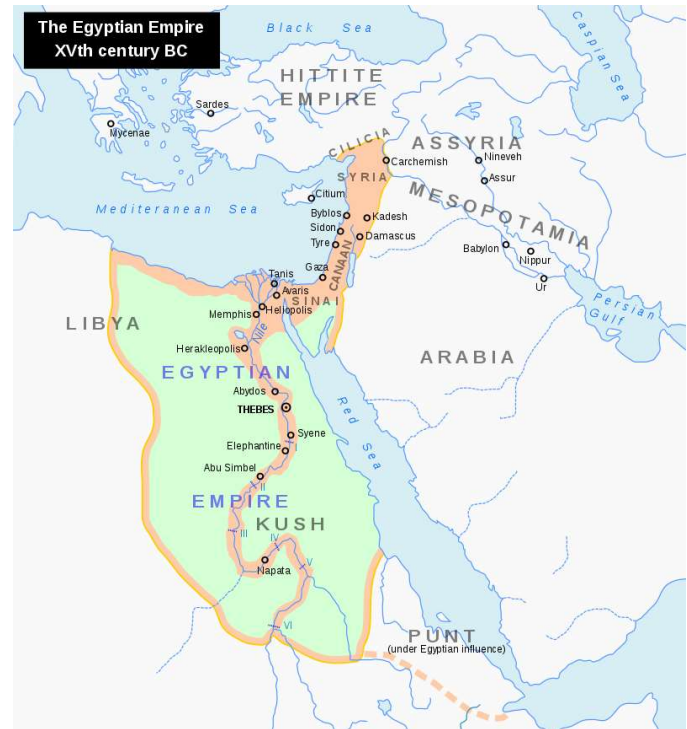 The Egyptian Empire
XVth century BC
Black Sea
Caspian Sea
HITTITE
EMPIRE
Sardes
Mycenae
CILICIA
ASSYRIA
Carchemish
Nineveh
SYRIA
Assur
Citium
MESOPOTAMIA
Mediterranean Sea
Byblos
Kadesh
Sidon
Damascus
Tyre
CANAAN
Babylon
Nippur
Gaza
Tanis
Ur
Avaris
SINAI
Heliopolis
Memphis
Persian
Gulf
LIBYA
Nile
Herakleopolis
ARABIA
EGYPTIAN
Abydos
THEBES
Red Sea
Syene
I
Elephantine
Abu Simbel
II
EMPIRE
KUSH
III
IV
Napata
V
VI
PUNT
(under Egyptian influence)